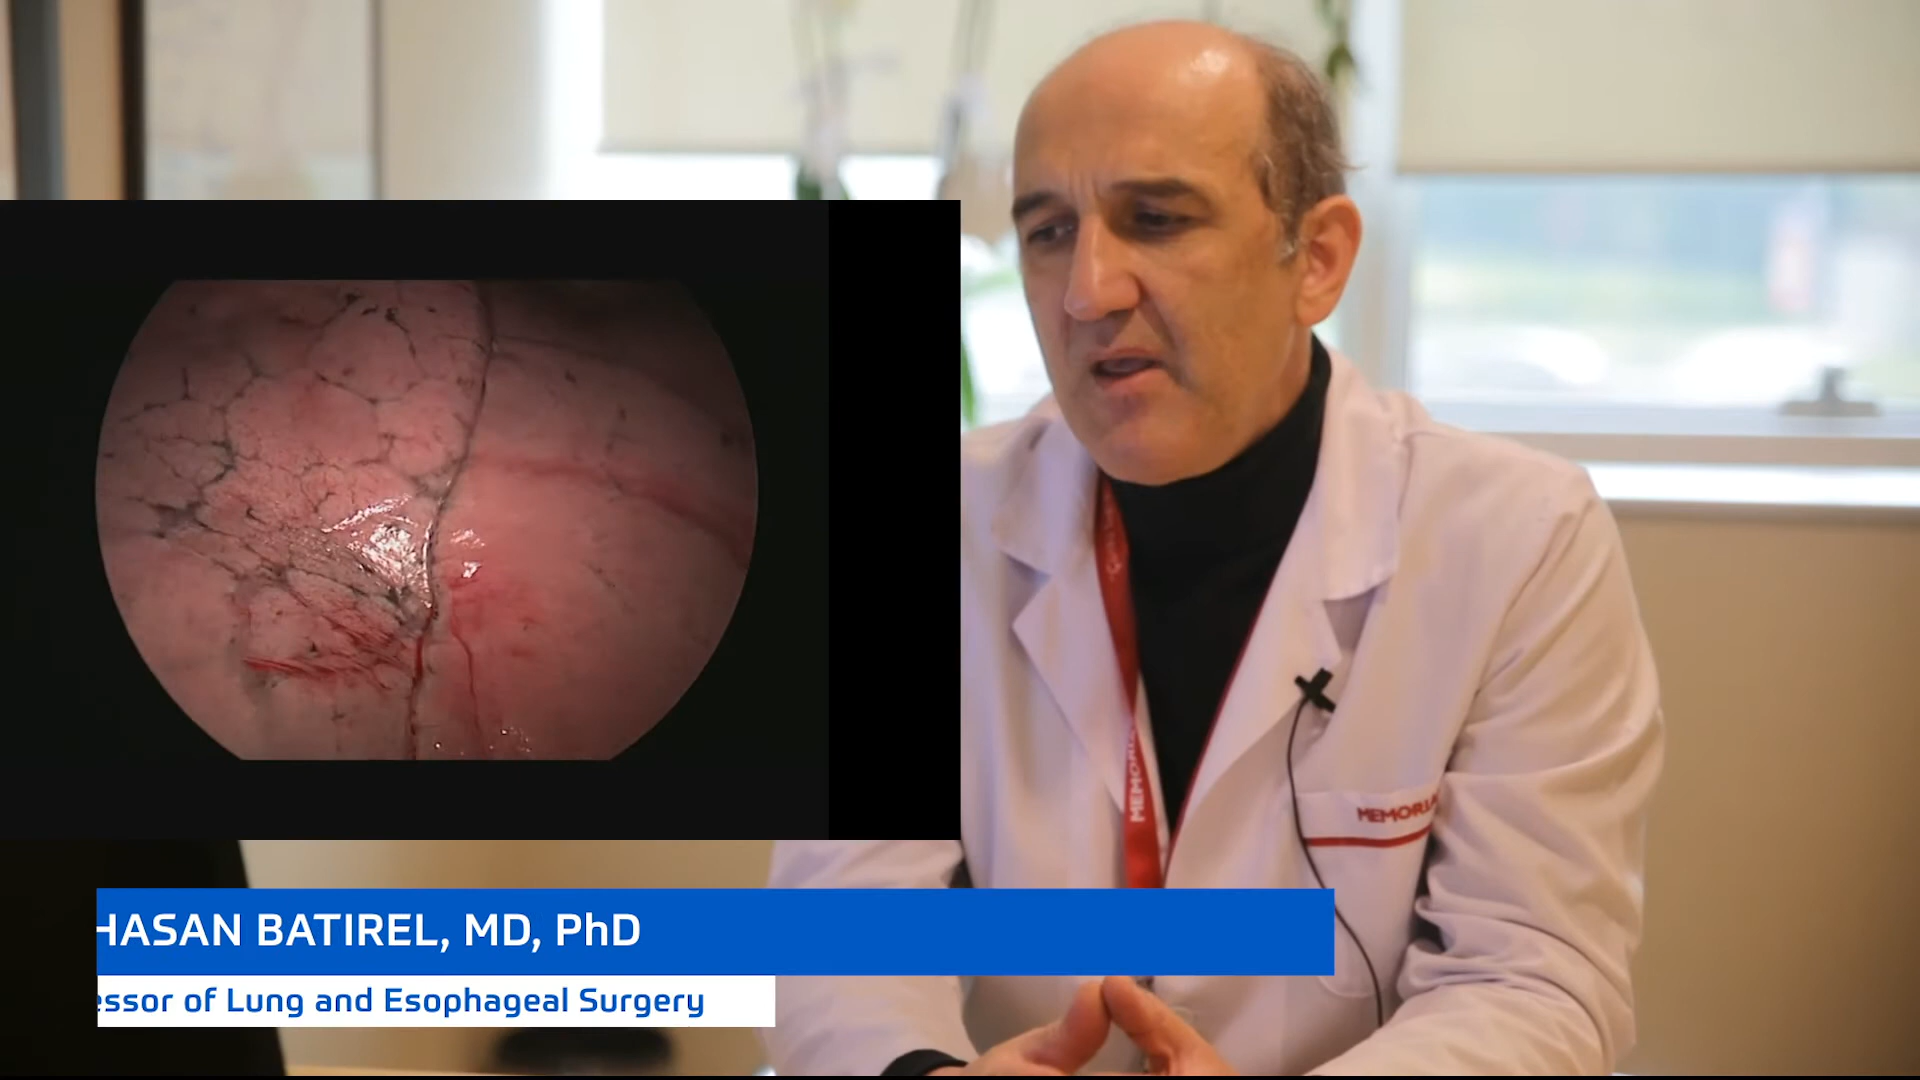 HASAN BATIREL, MD, PhD
essor of Lung and Esophageal Surgery